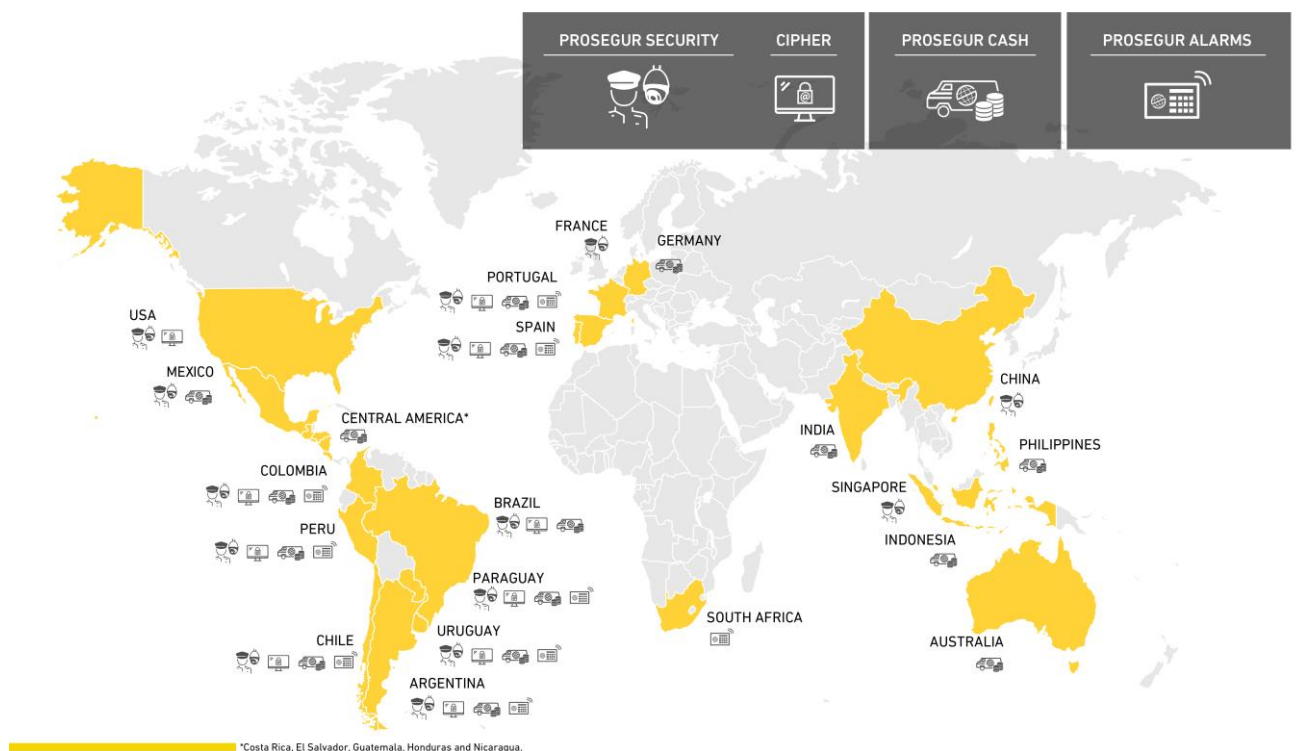 PROSEGUR SECURITY
CIPHER
PROSEGUR CASH
PROSEGUR ALARMS
FRANCE
GERMANY
PORTUGAL
SPAIN
USA
MEXICO
CENTRAL AMERICA*
COLOMBIA
PERU
BRAZIL
PARAGUAY
CHILE
URUGUAY
ARGENTINA
SOUTH AFRICA
CHINA
INDIA
PHILIPPINES
SINGAPORE
INDONESIA
AUSTRALIA
*Costa Rica, El Salvador, Guatemala, Honduras and Nicaragua.